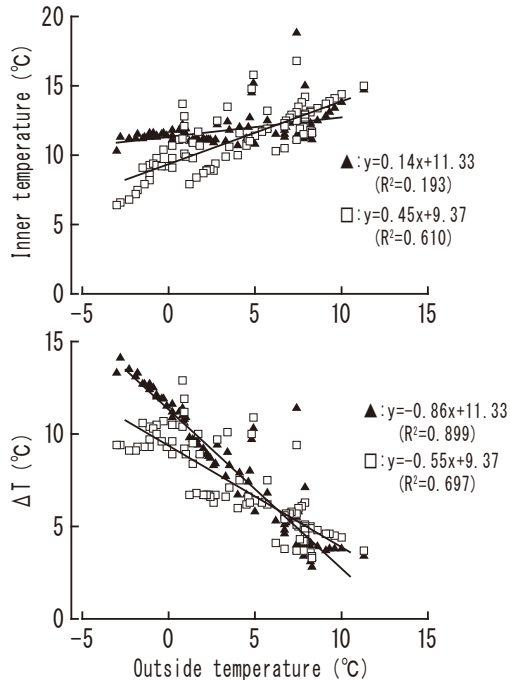 20
15
10
5
0
Inner temperature (℃)
▲:y=0.14x+11.33
(R²=0.193)
□:y=0.45x+9.37
(R²=0.610)
-5 0 5 10 15
15
10
5
0
ΔT (℃)
▲:y=-0.86x+11.33
(R²=0.899)
□:y=-0.55x+9.37
(R²=0.697)
-5 0 5 10 15
Outside temperature (℃)